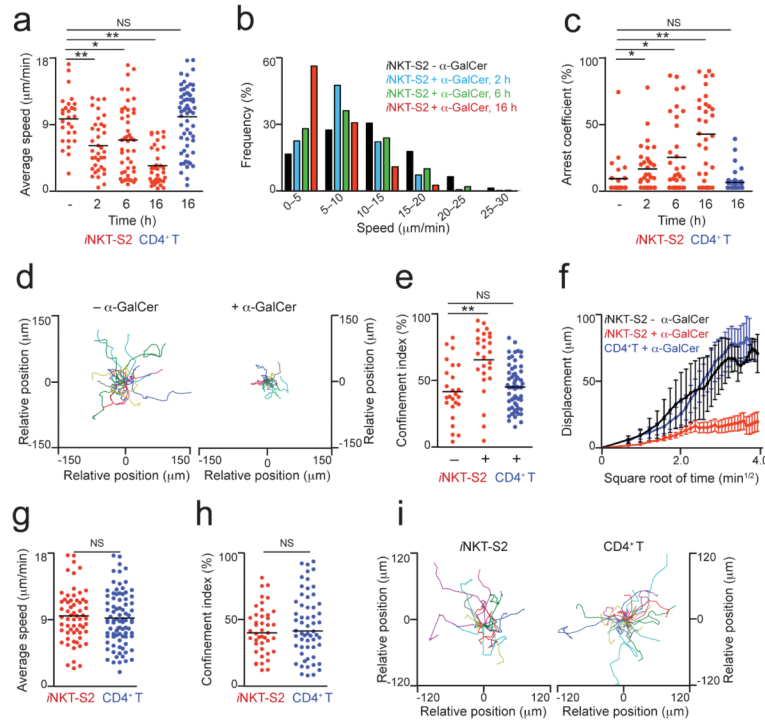 a
NS
**
*
**
Average speed (μm/min)
18
9
0
- 2 6 16 16
Time (h)
iNKT-S2 CD4+ T
b
Frequency (%)
60
30
0
iNKT-S2 - α-GalCer
iNKT-S2 + α-GalCer, 2 h
iNKT-S2 + α-GalCer, 6 h
iNKT-S2 + α-GalCer, 16 h
0–5 5–10 10–15 15–20 20–25 25–30
Speed (μm/min)
c
NS
**
*
*
Arrest coefficient (%)
100
50
0
- 2 6 16 16
Time (h)
iNKT-S2 CD4+ T
d
– α-GalCer
+ α-GalCer
Relative position (μm)
150
0
-150
-150 0 150
Relative position (μm)
150
0
-150
Relative position (μm)
-150 0 150
Relative position (μm)
e
NS
**
Confinement index (%)
100
50
0
– + +
iNKT-S2 CD4+ T
f
iNKT-S2 - α-GalCer
iNKT-S2 + α-GalCer
CD4+T + α-GalCer
Displacement (μm)
80
40
0
0 2.0 4.0
Square root of time (min1/2)
g
NS
Average speed (μm/min)
18
9
0
iNKT-S2 CD4+ T
h
NS
Confinement index (%)
100
50
0
iNKT-S2 CD4+ T
i
iNKT-S2
CD4+ T
Relative position (μm)
120
0
-120
-120 0 120
Relative position (μm)
120
0
-120
Relative position (μm)
-120 0 120
Relative position (μm)